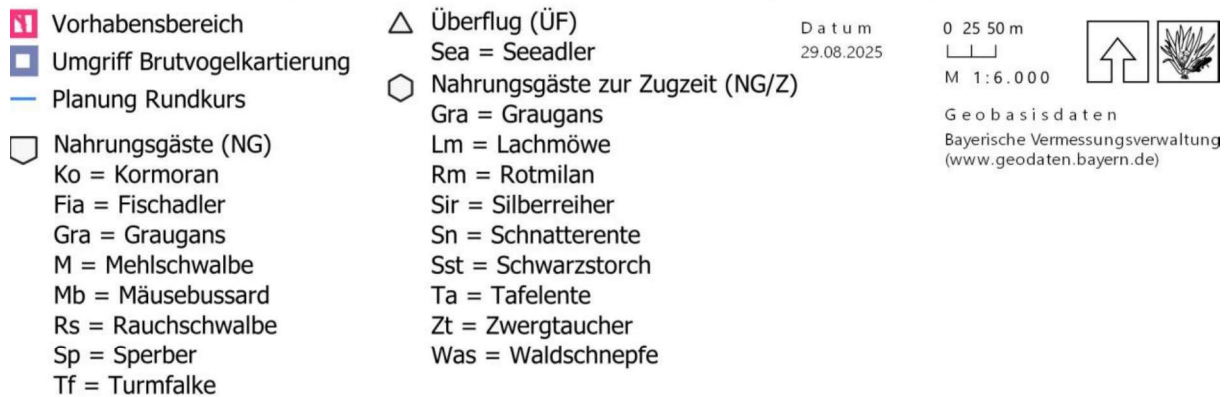 Vorhabensbereich
Umgriff Brutvogelkartierung
Planung Rundkurs
Nahrungsgäste (NG)
Ko = Kormoran
Fia = Fischadler
Gra = Graugans
M = Mehlschwalbe
Mb = Mäusebussard
Rs = Rauchschwalbe
Sp = Sperber
Tf = Turmfalke
Überflug (ÜF)
Sea = Seeadler
Nahrungsgäste zur Zugzeit (NG/Z)
Gra = Graugans
Lm = Lachmöwe
Rm = Rotmilan
Sir = Silberreiher
Sn = Schnatterente
Sst = Schwarzstorch
Ta = Tafelente
Zt = Zwergtaucher
Was = Waldschnepfe
Datum
29.08.2025
0 25 50 m
M 1:6.000
Geobasisdaten
Bayerische Vermessungsverwaltung
(www.geodaten.bayern.de)